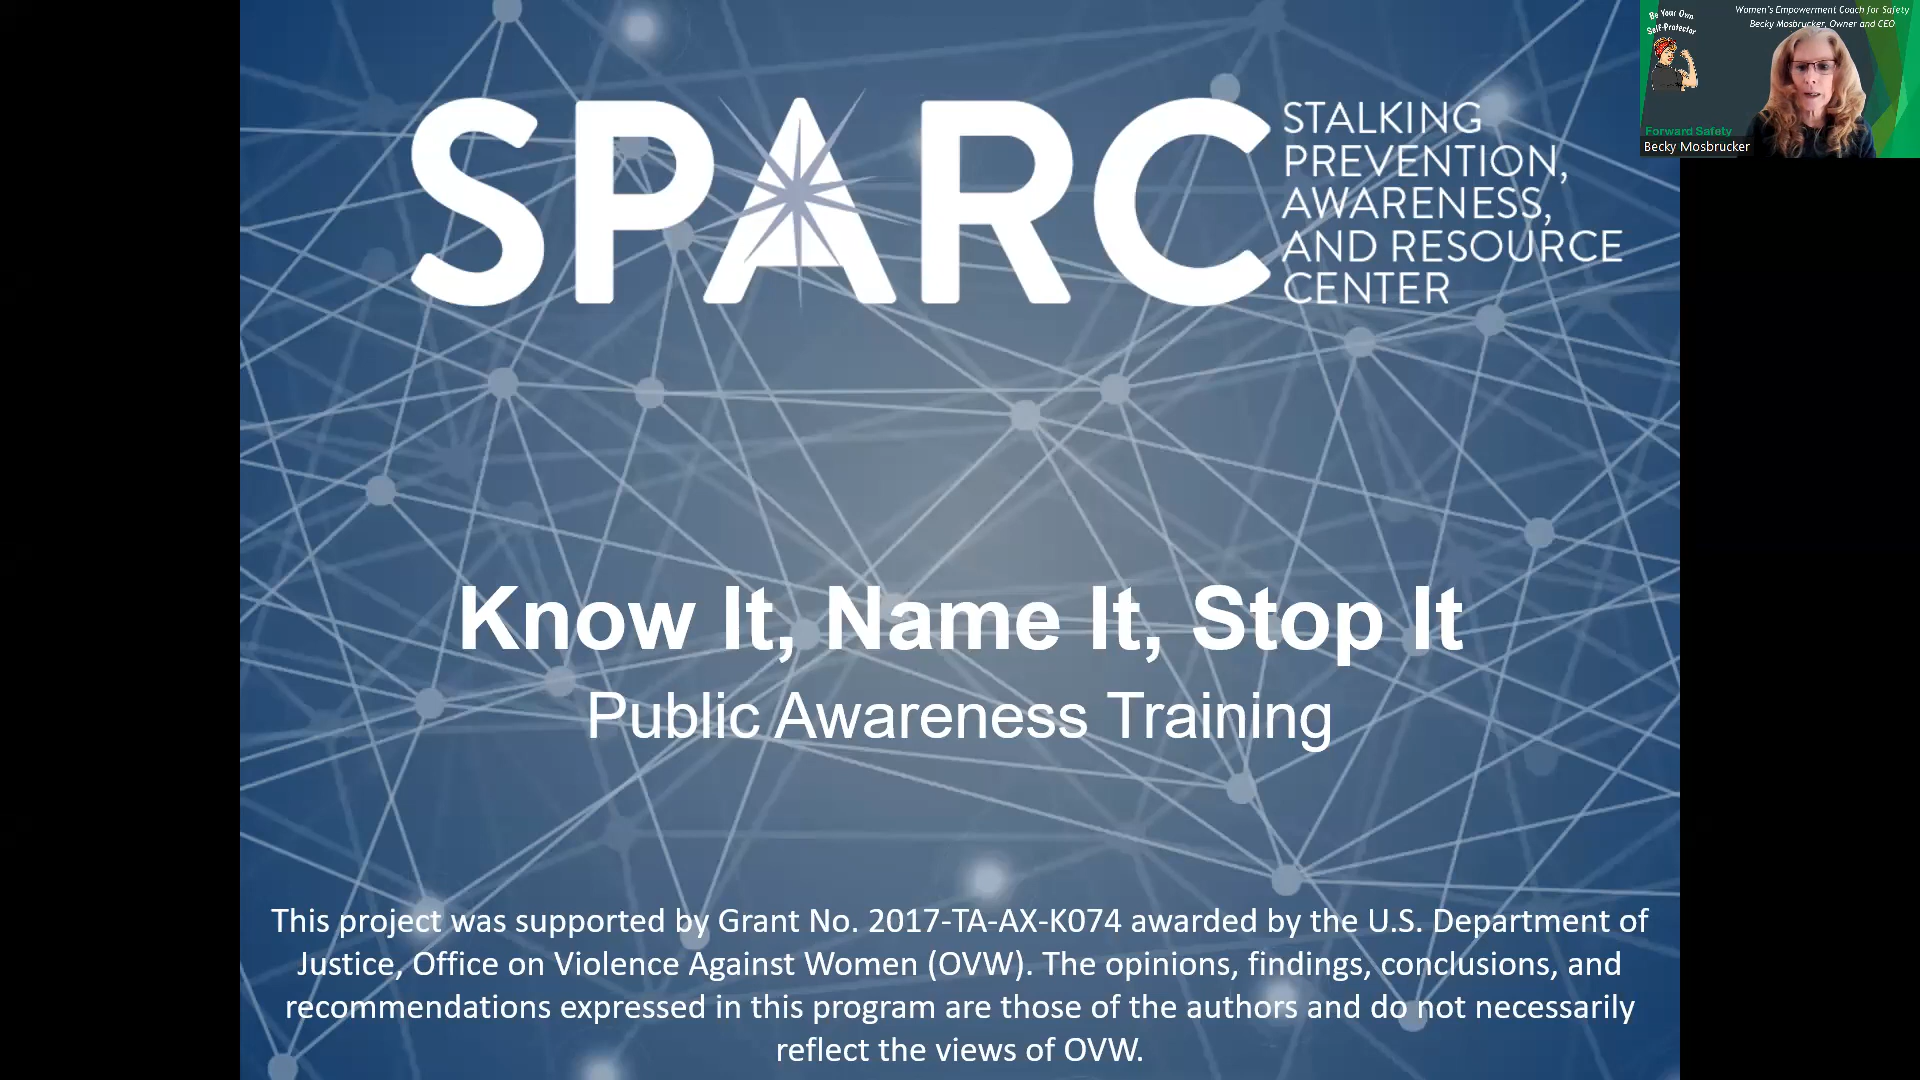 SPARC
STALKING
PREVENTION,
AWARENESS,
AND RESOURCE
CENTER
Know It, Name It, Stop It
Public Awareness Training
This project was supported by Grant No. 2017-TA-AX-K074 awarded by the U.S. Department of
Justice, Office on Violence Against Women (OVW). The opinions, findings, conclusions, and
recommendations expressed in this program are those of the authors and do not necessarily
reflect the views of OVW.
Be Your Own
Self-Protector
Women's Empowerment Coach for Safety
Becky Mosbrucker, Owner and CEO
Forward Safety
Becky Mosbrucker